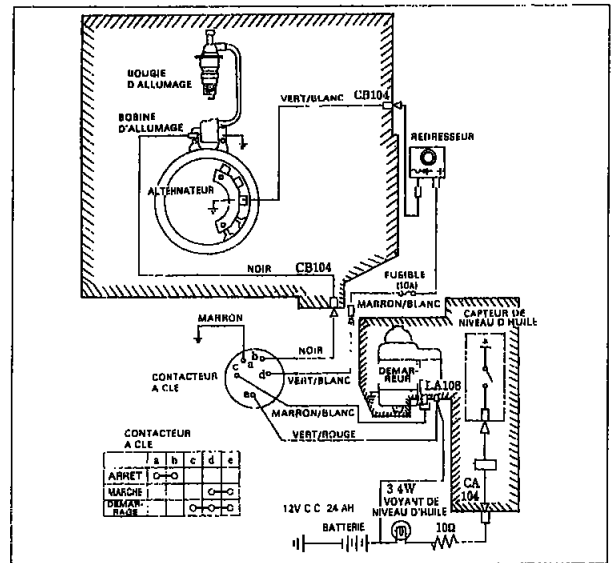 BOUGIE
D'ALLUMAGE
VERT/BLANC
CB104
BOBINE
D'ALLUMAGE
REDRESSEUR
ALTERNATEUR
NOIR
CB104
FUSIBLE
(10A)
MARRON/BLANC
MARRON
CAPTEUR DE
NIVEAU D'HUILE
NOIR
CONTACTEUR
A CLE
a
b
c
d
e
VERT/BLANC
DEMAR-
REUR
LA108
MARRON/BLANC
VERT/ROUGE
CONTACTEUR
A CLE
a b c d e
ARRET
MARCHE
DEMAR-
RAGE
CA
104
3 4W
VOYANT DE
NIVEAU D'HUILE
12V C C 24 AH
BATTERIE
10Ω